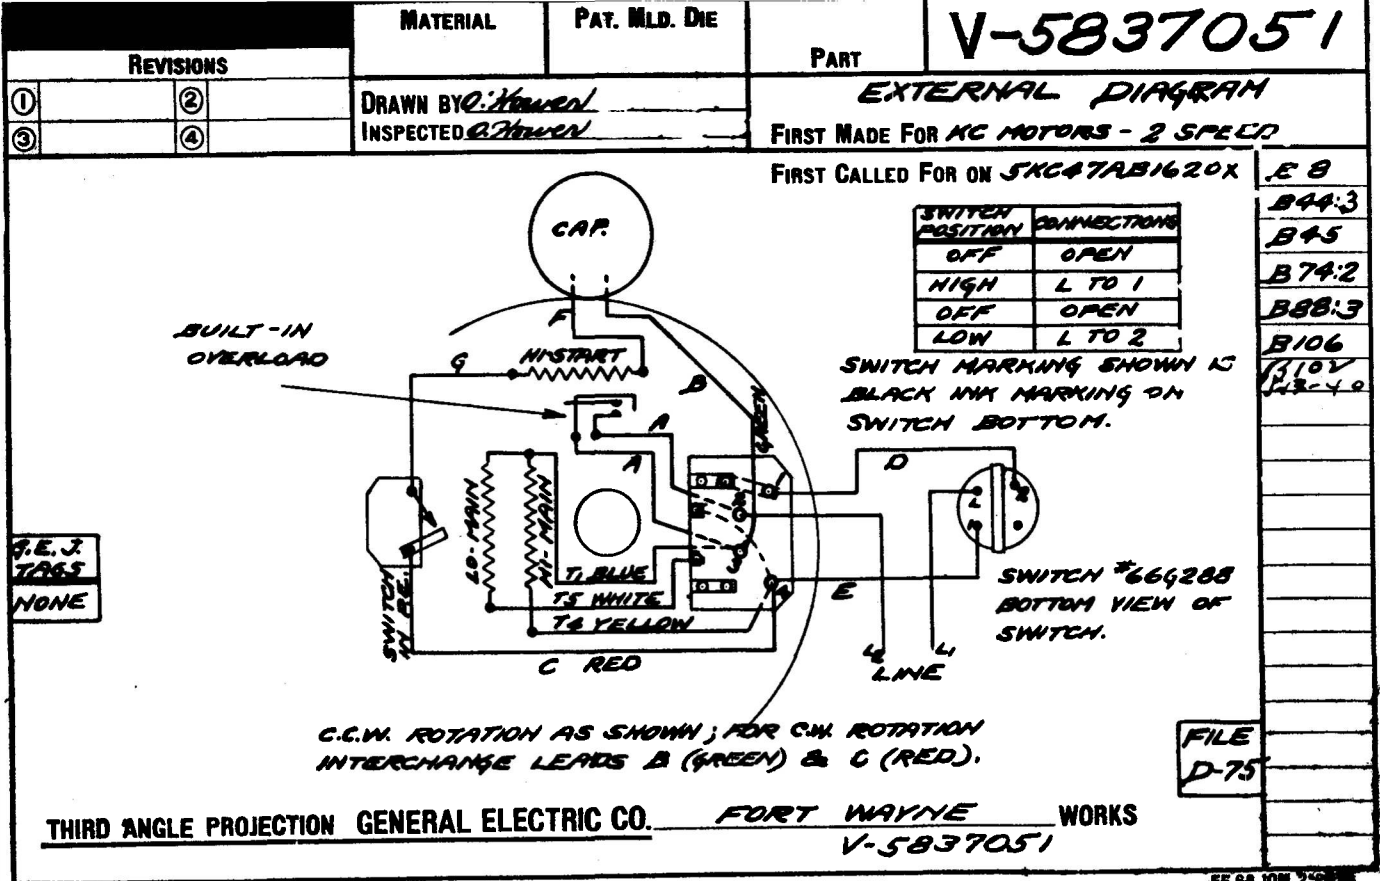 MATERIAL
PAT. MLD. DIE
PART
V-5837051
REVISIONS
1 2
3 4
DRAWN BY O. Howen
INSPECTED O. Howen
EXTERNAL DIAGRAM
FIRST MADE FOR KC MOTORS - 2 SPEED
FIRST CALLED FOR ON 5KC47AB1620X
E 8
B44:3
B45
B74:2
B88:3
B106
SWITCH POSITION CONNECTIONS
OFF OPEN
HIGH L TO 1
OFF OPEN
LOW L TO 2
SWITCH MARKING SHOWN IS
BLACK INK MARKING ON
SWITCH BOTTOM.
CAP.
F
BUILT-IN
OVERLOAD
G
HI-START
B
GREEN
A
A
D
LO-MAIN
HI-MAIN
T1 BLUE
T5 WHITE
T4 YELLOW
C RED
SWITCH
E
L
L2
L1
LINE
SWITCH #66G288
BOTTOM VIEW OF
SWITCH.
G.E.J.
TAGS
NONE
C.C.W. ROTATION AS SHOWN; FOR C.W. ROTATION
INTERCHANGE LEADS B (GREEN) & C (RED).
FILE
D-75
THIRD ANGLE PROJECTION GENERAL ELECTRIC CO. FORT WAYNE WORKS
V-5837051